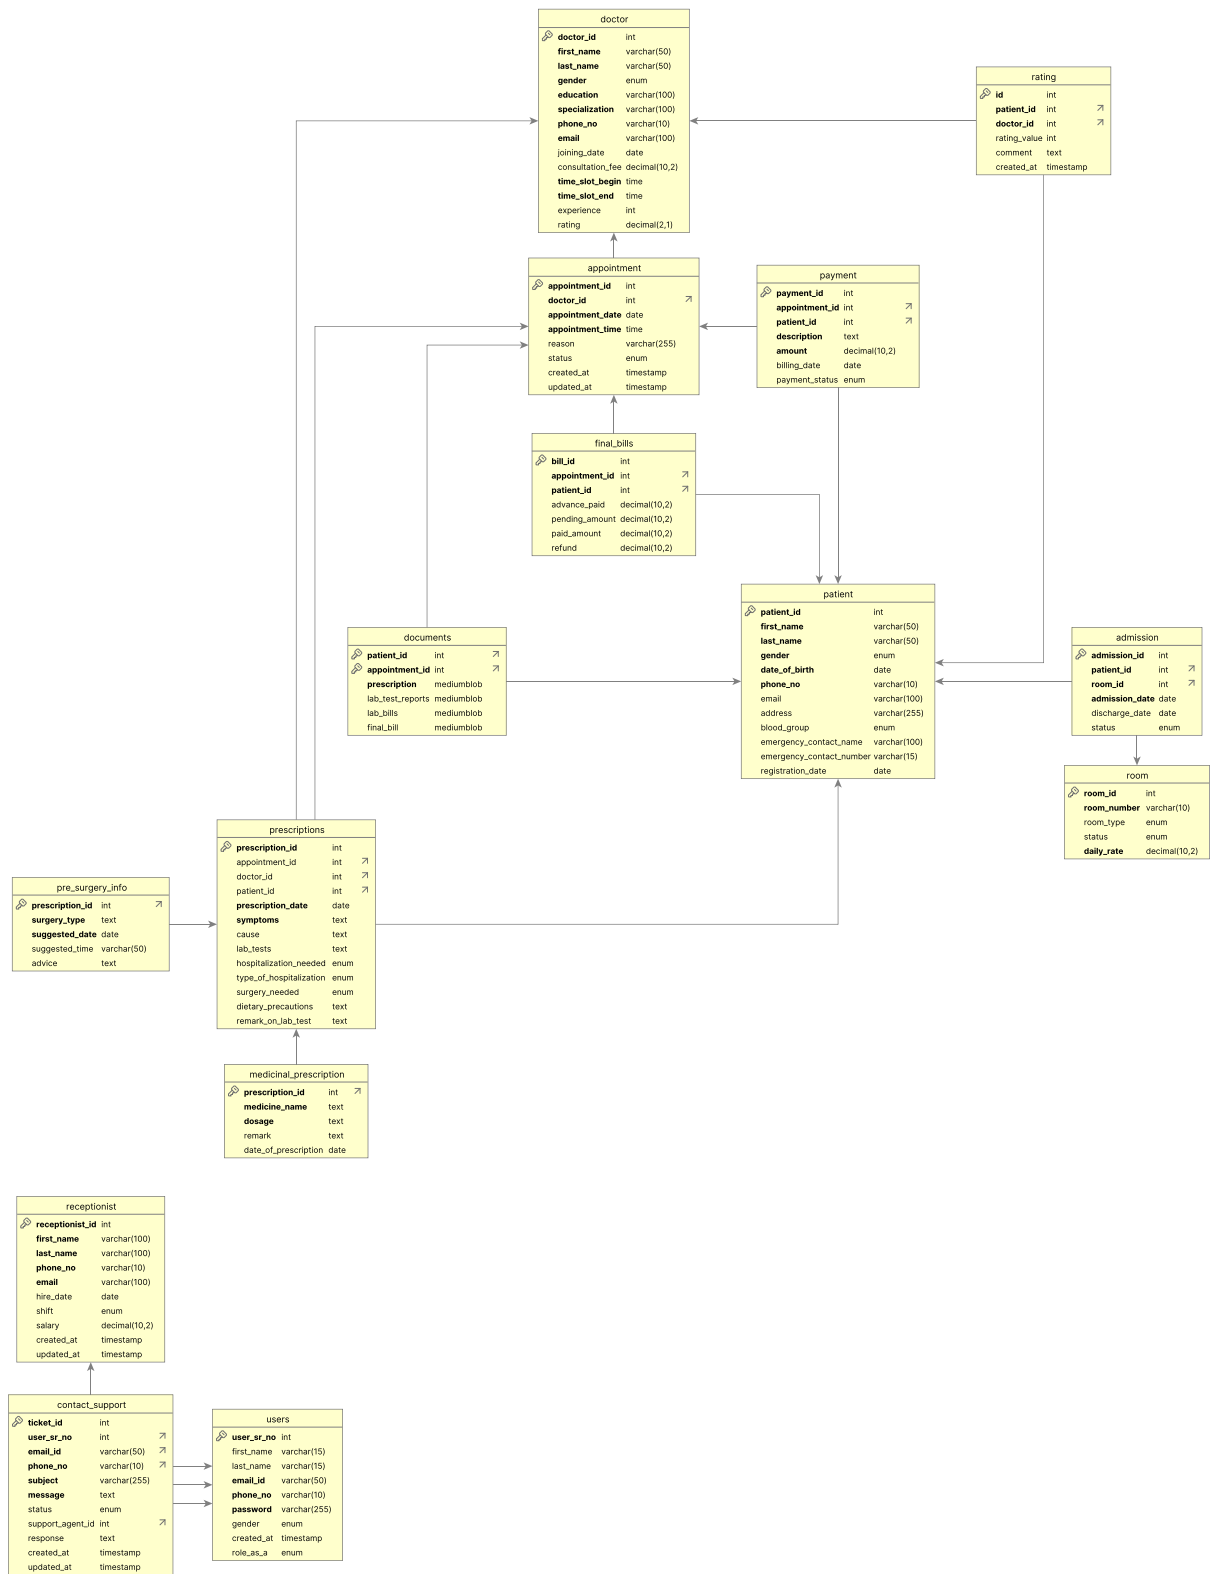 doctor
doctor_id int
first_name varchar(50)
last_name varchar(50)
gender enum
education varchar(100)
specialization varchar(100)
phone_no varchar(10)
email varchar(100)
joining_date date
consultation_fee decimal(10,2)
time_slot_begin time
time_slot_end time
experience int
rating decimal(2,1)
rating
id int
patient_id int
doctor_id int
rating_value int
comment text
created_at timestamp
appointment
appointment_id int
doctor_id int
appointment_date date
appointment_time time
reason varchar(255)
status enum
created_at timestamp
updated_at timestamp
payment
payment_id int
appointment_id int
patient_id int
description text
amount decimal(10,2)
billing_date date
payment_status enum
final_bills
bill_id int
appointment_id int
patient_id int
advance_paid decimal(10,2)
pending_amount decimal(10,2)
paid_amount decimal(10,2)
refund decimal(10,2)
patient
patient_id int
first_name varchar(50)
last_name varchar(50)
gender enum
date_of_birth date
phone_no varchar(10)
email varchar(100)
address varchar(255)
blood_group enum
emergency_contact_name varchar(100)
emergency_contact_number varchar(15)
registration_date date
documents
patient_id int
appointment_id int
prescription mediumblob
lab_test_reports mediumblob
lab_bills mediumblob
final_bill mediumblob
admission
admission_id int
patient_id int
room_id int
admission_date date
discharge_date date
status enum
room
room_id int
room_number varchar(10)
room_type enum
status enum
daily_rate decimal(10,2)
prescriptions
prescription_id int
appointment_id int
doctor_id int
patient_id int
prescription_date date
symptoms text
cause text
lab_tests text
hospitalization_needed enum
type_of_hospitalization enum
surgery_needed enum
dietary_precautions text
remark_on_lab_test text
pre_surgery_info
prescription_id int
surgery_type text
suggested_date date
suggested_time varchar(50)
advice text
medicinal_prescription
prescription_id int
medicine_name text
dosage text
remark text
date_of_prescription date
receptionist
receptionist_id int
first_name varchar(100)
last_name varchar(100)
phone_no varchar(10)
email varchar(100)
hire_date date
shift enum
salary decimal(10,2)
created_at timestamp
updated_at timestamp
contact_support
ticket_id int
user_sr_no int
email_id varchar(50)
phone_no varchar(10)
subject varchar(255)
message text
status enum
support_agent_id int
response text
created_at timestamp
updated_at timestamp
users
user_sr_no int
first_name varchar(15)
last_name varchar(15)
email_id varchar(50)
phone_no varchar(10)
password varchar(255)
gender enum
created_at timestamp
role_as_a enum